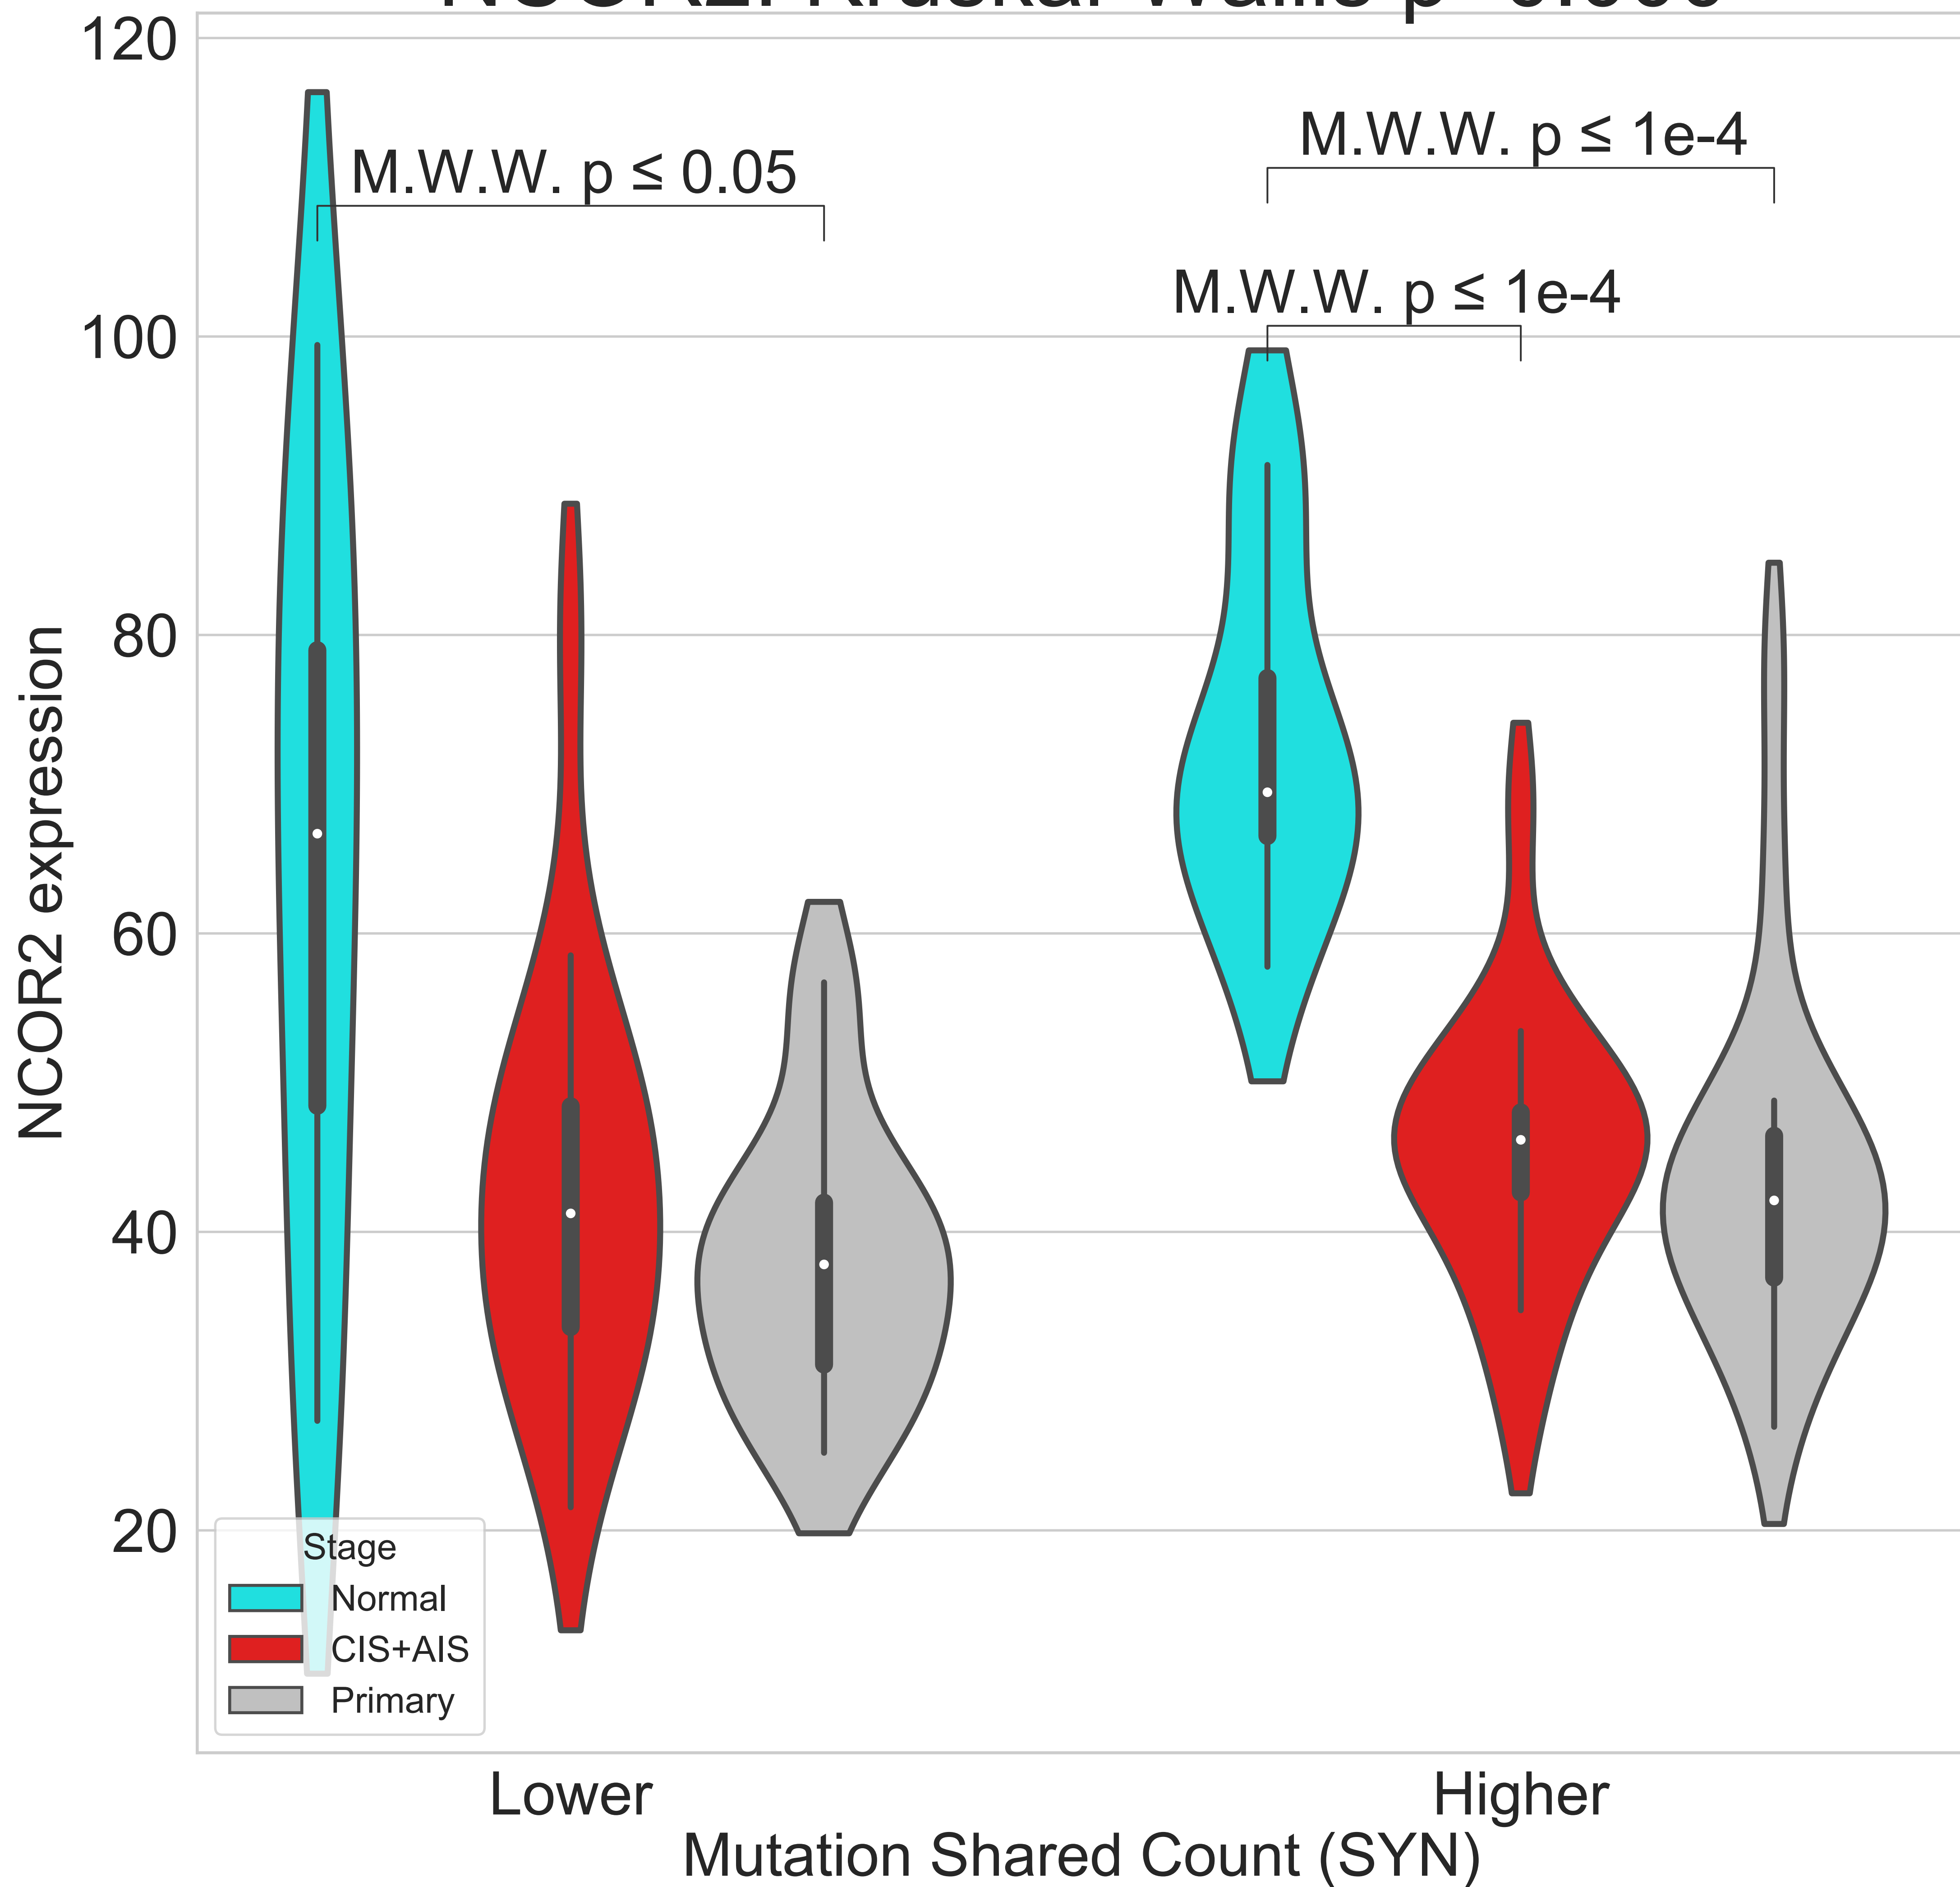 120
M.W.W. p ≤ 1e-4
M.W.W. p ≤ 0.05
M.W.W. p ≤ 1e-4
100
80
60
40
20
NCOR2 expression
Stage
Normal
CIS+AIS
Primary
Lower
Higher
Mutation Shared Count (SYN)